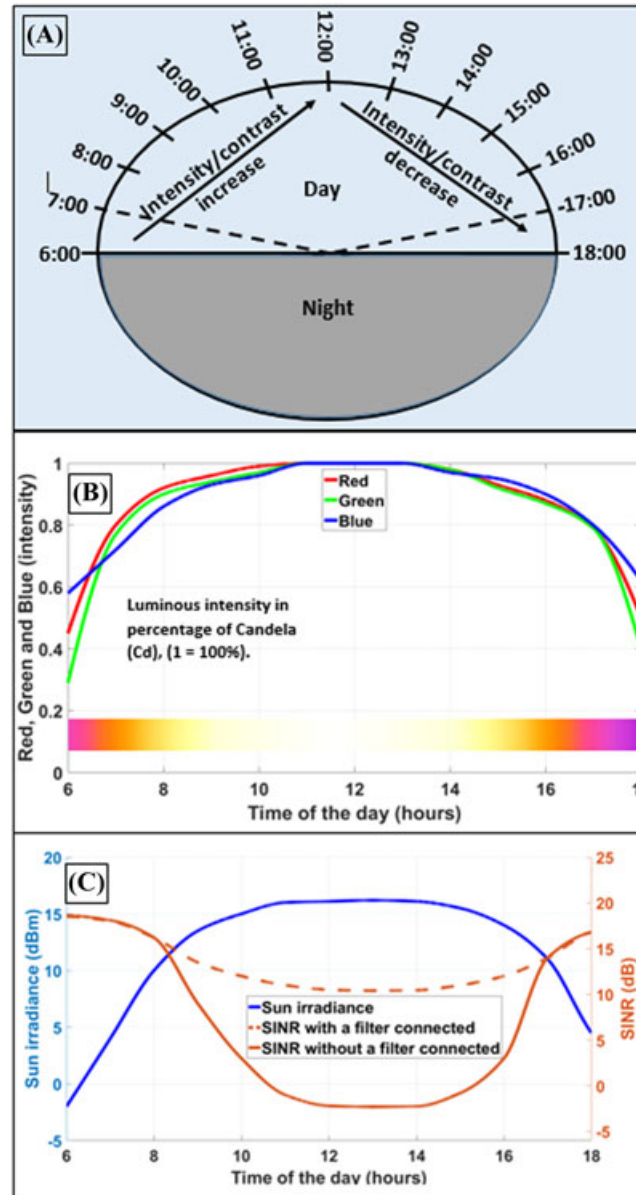 (A)
12:00
11:00
13:00
10:00
14:00
9:00
15:00
8:00
16:00
7:00
-17:00
6:00
18:00
Intensity/contrast
increase
Intensity/contrast
decrease
Day
Night
(B)
Red, Green and Blue (intensity)
1
0.8
0.6
0.4
0.2
0
Red
Green
Blue
Luminous intensity in
percentage of Candela
(Cd), (1 = 100%).
6 8 10 12 14 16 1
Time of the day (hours)
(C)
Sun irradiance (dBm)
20
15
10
5
0
-5
SINR (dB)
25
20
15
10
5
0
-5
Sun irradiance
SINR with a filter connected
SINR without a filter connected
6 8 10 12 14 16 18
Time of the day (hours)